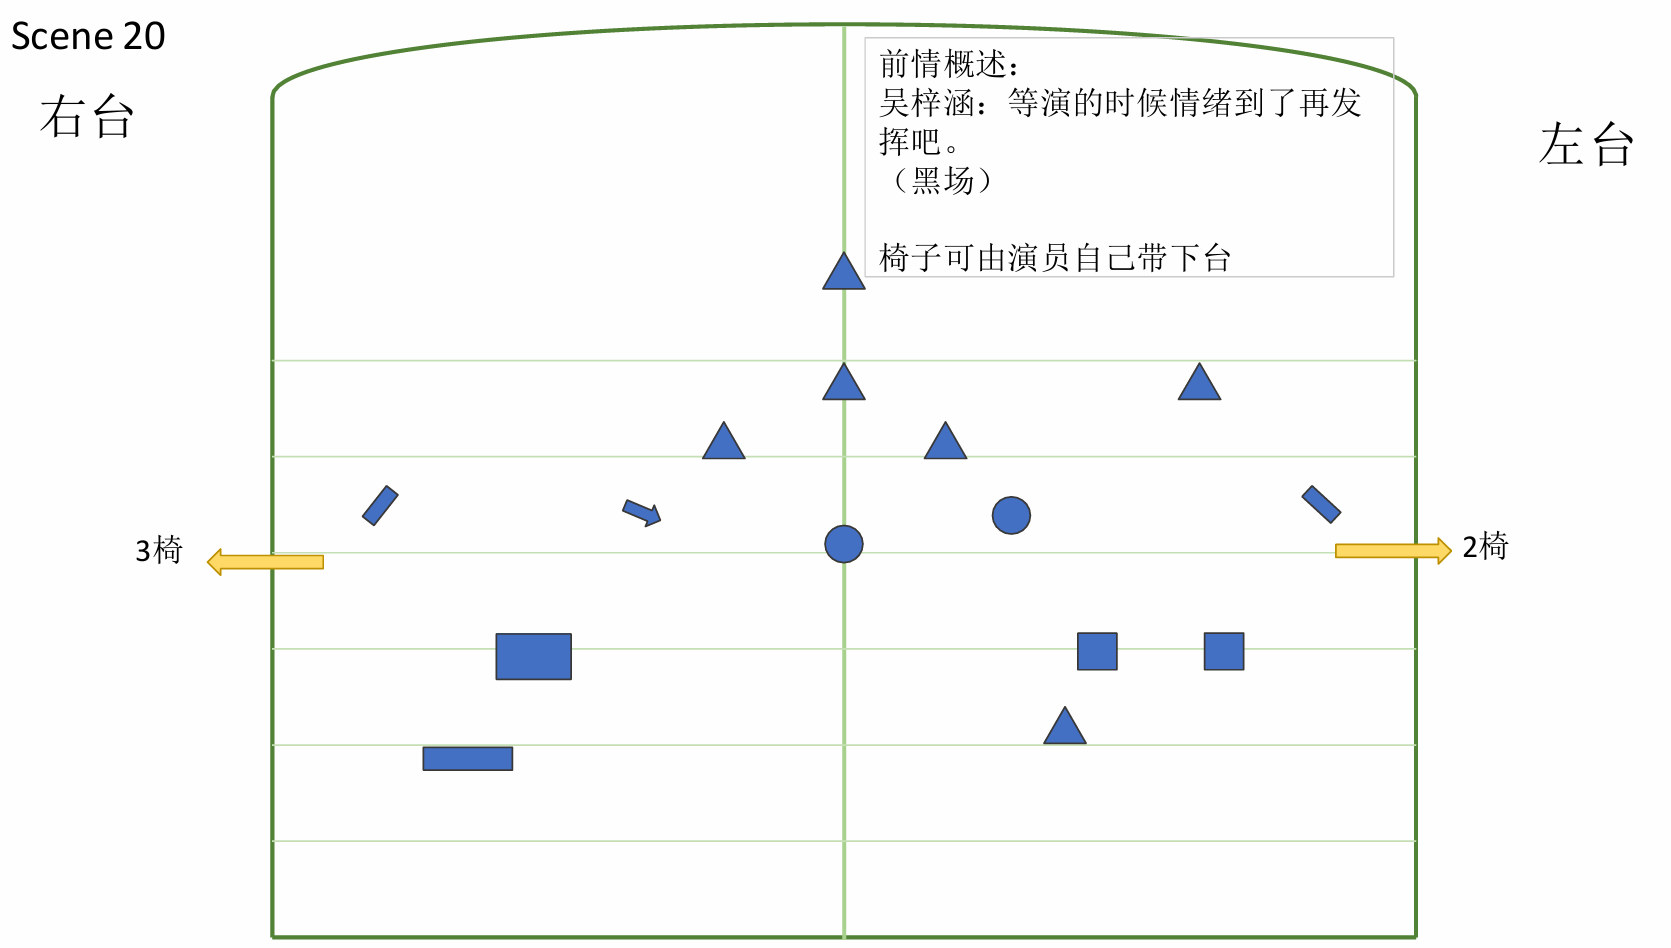 Scene 20
右台
前情概述：
吴梓涵：等演的时候情绪到了再发
挥吧。
（黑场）
椅子可由演员自己带下台
左台
3椅
2椅